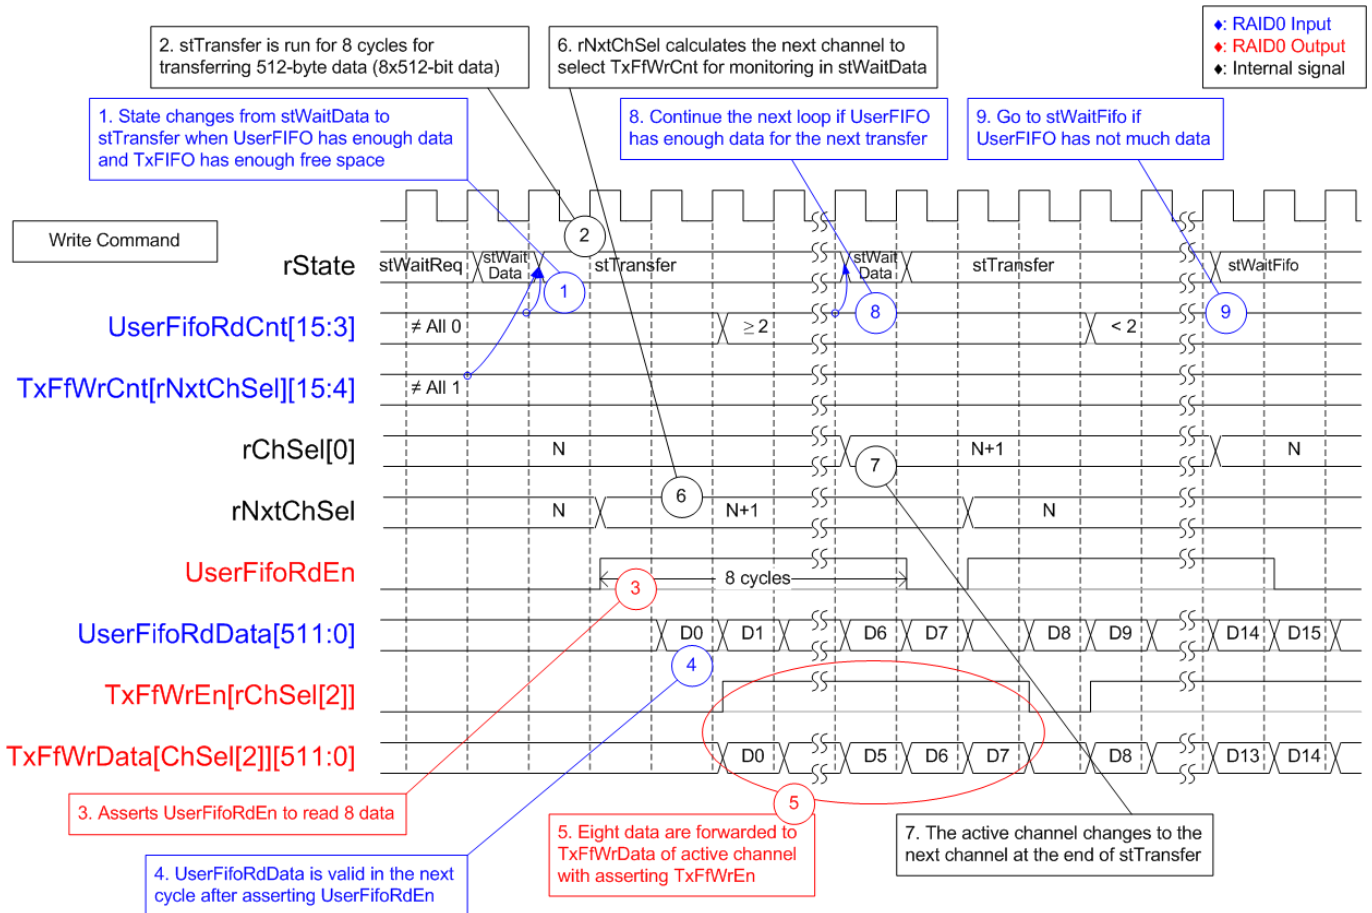 ◆: RAID0 Input
◆: RAID0 Output
◆: Internal signal
2. stTransfer is run for 8 cycles for
transferring 512-byte data (8x512-bit data)
6. rNxtChSel calculates the next channel to
select TxFfWrCnt for monitoring in stWaitData
1. State changes from stWaitData to
stTransfer when UserFIFO has enough data
and TxFIFO has enough free space
8. Continue the next loop if UserFIFO
has enough data for the next transfer
9. Go to stWaitFifo if
UserFIFO has not much data
Write Command
2
rState
stWaitReq
stWait
Data
stTransfer
stWait
Data
stTransfer
stWaitFifo
1
8
9
UserFifoRdCnt[15:3]
≠ All 0
≥ 2
< 2
TxFfWrCnt[rNxtChSel][15:4]
≠ All 1
rChSel[0]
N
N+1
N
7
6
rNxtChSel
N
N+1
N
UserFifoRdEn
8 cycles
3
UserFifoRdData[511:0]
D0
D1
D6
D7
D8
D9
D14
D15
4
TxFfWrEn[rChSel[2]]
TxFfWrData[ChSel[2]][511:0]
D0
D5
D6
D7
D8
D13
D14
5
3. Asserts UserFifoRdEn to read 8 data
5. Eight data are forwarded to
TxFfWrData of active channel
with asserting TxFfWrEn
7. The active channel changes to the
next channel at the end of stTransfer
4. UserFifoRdData is valid in the next
cycle after asserting UserFifoRdEn